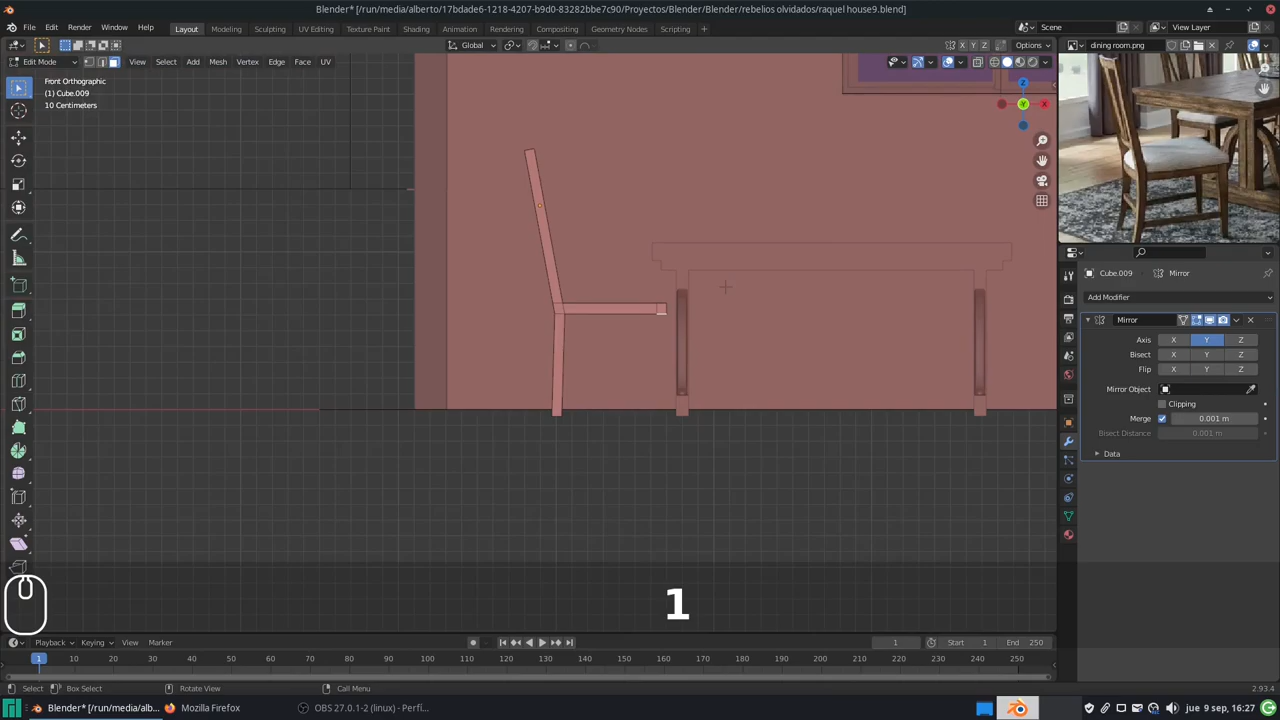 Blender* [/run/media/alberto/17bdade6-1218-4207-b9d0-83282bbe7c90/Proyectos/Blender/Blender/rebelios olvidados/raquel house9.blend]
File Edit Render Window Help Layout Modeling Sculpting UV Editing Texture Paint Shading Animation Rendering Compositing Geometry Nodes Scripting + Scene View Layer
Global X Y Z Options dining room.png
Edit Mode View Select Add Mesh Vertex Edge Face UV
Front Orthographic
(1) Cube.009
10 Centimeters
Z
Y
X
Cube.009 > Mirror
Add Modifier
Mirror
Axis X Y Z
Bisect X Y Z
Flip X Y Z
Mirror Object
Clipping
Merge 0.001 m
Bisect Distance 0.001 m
Data
1
Playback Keying View Marker 1 Start 1 End 250
1 10 20 30 40 50 60 70 80 90 100 110 120 130 140 150 160 170 180 190 200 210 220 230 240 250
Select Box Select Rotate View Call Menu 2.93.4
Blender* [/run/media/alb... Mozilla Firefox OBS 27.0.1-2 (linux) - Perfi... jue 9 sep, 16:27